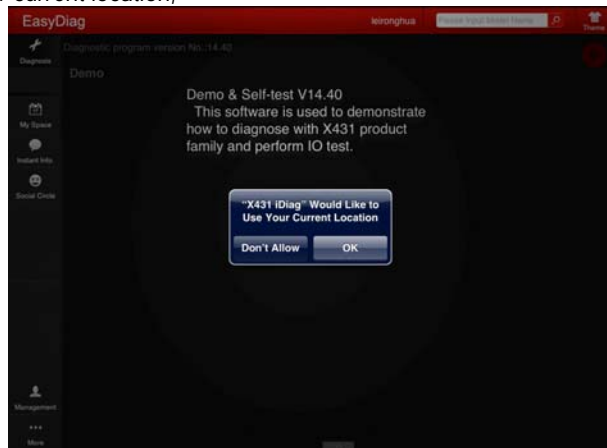 current location,
EasyDiag
leironghua
Please Input Model Name
Theme
Diagnose
Diagnostic program version No.:14.40
Demo
Demo & Self-test V14.40
This software is used to demonstrate
how to diagnose with X431 product
family and perform IO test.
My Space
Instant Info
Social Circle
"X431 iDiag" Would Like to
Use Your Current Location
Don't Allow
OK
Management
More